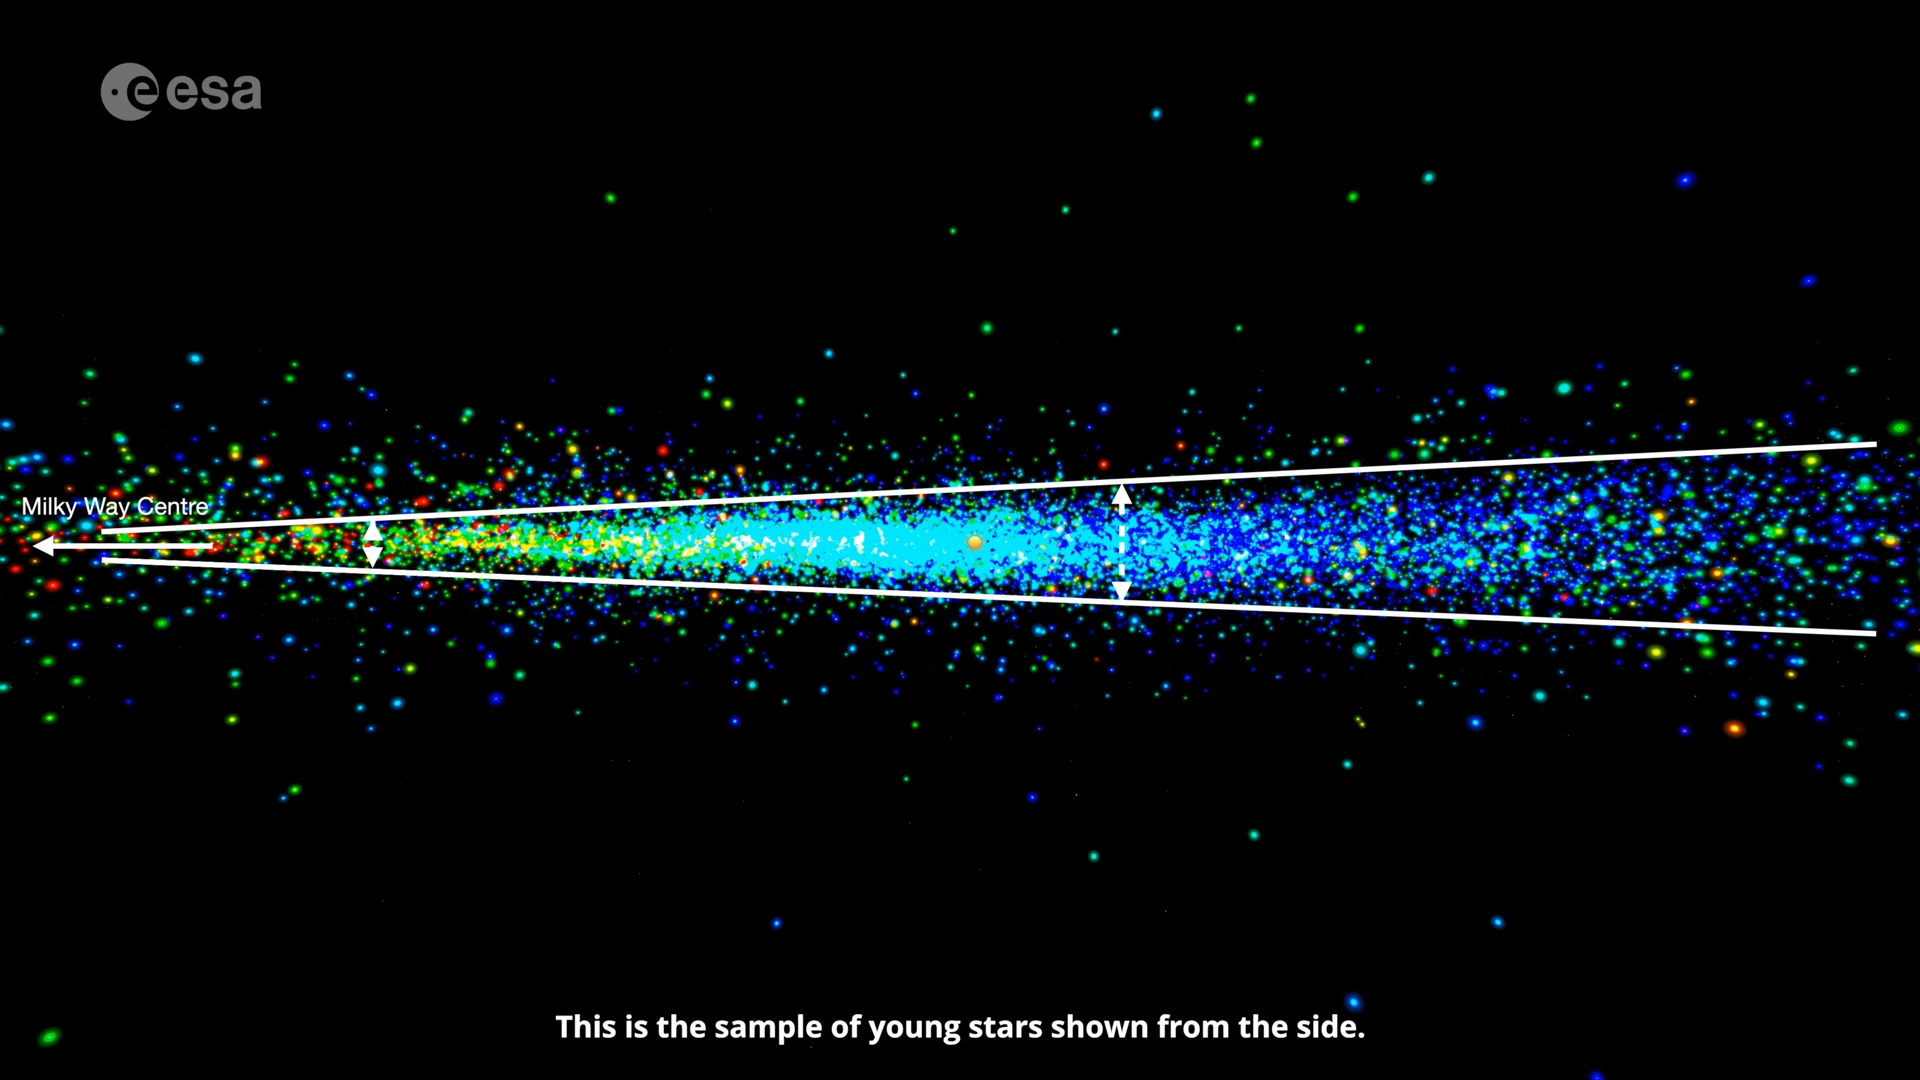 esa
Milky Way Centre
This is the sample of young stars shown from the side.